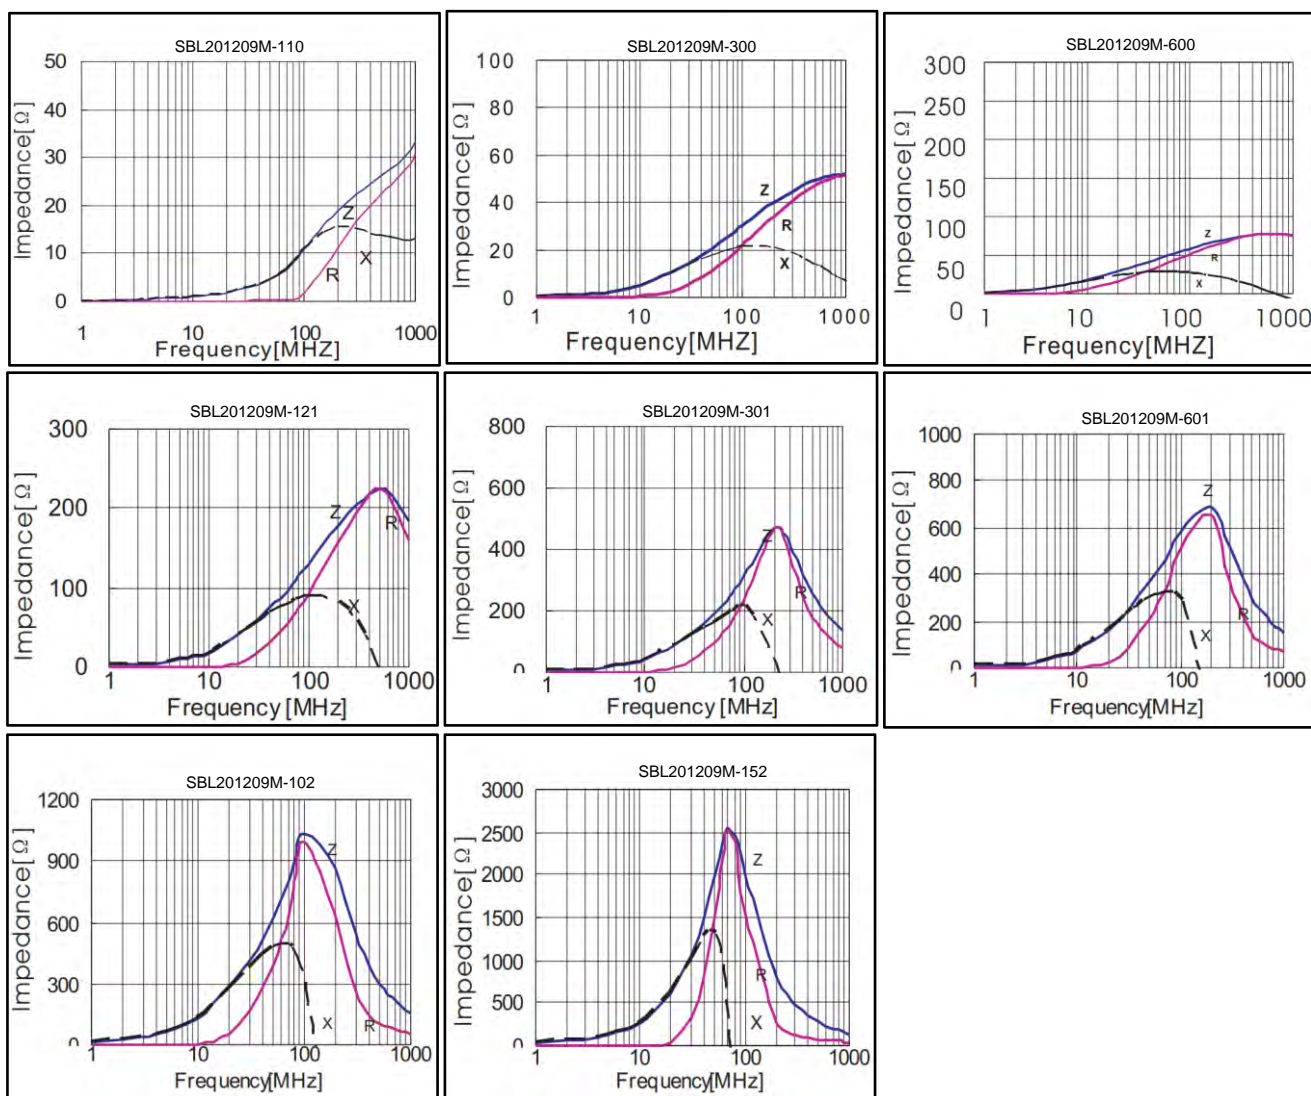 SBL201209M-110
50
40
30
20
10
0
Impedance[Ω]
Z
X
R
1 10 100 1000
Frequency[MHZ]
SBL201209M-300
100
80
60
40
20
0
Impedance[Ω]
Z
R
X
1 10 100 1000
Frequency[MHZ]
SBL201209M-600
300
250
200
150
100
50
0
Impedance[Ω]
Z
R
X
1 10 100 1000
Frequency[MHZ]
SBL201209M-121
300
200
100
0
Impedance[Ω]
Z
R
X
1 10 100 1000
Frequency[MHz]
SBL201209M-301
800
600
400
200
0
Impedance[Ω]
Z
R
X
1 10 100 1000
Frequency[MHz]
SBL201209M-601
1000
800
600
400
200
0
Impedance[Ω]
Z
R
X
1 10 100 1000
Frequency[MHz]
SBL201209M-102
1200
900
600
300
0
Impedance[Ω]
Z
X
R
1 10 100 1000
Frequency[MHz]
SBL201209M-152
3000
2500
2000
1500
1000
500
0
Impedance[Ω]
Z
R
X
1 10 100 1000
Frequency[MHz]